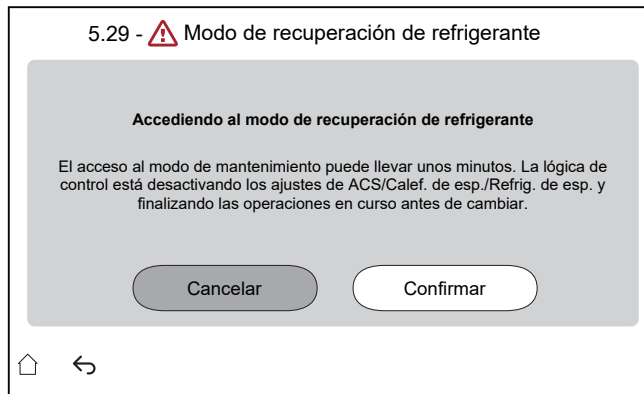 5.29 - Modo de recuperación de refrigerante
Accediendo al modo de recuperación de refrigerante
El acceso al modo de mantenimiento puede llevar unos minutos. La lógica de
control está desactivando los ajustes de ACS/Calef. de esp./Refrig. de esp. y
finalizando las operaciones en curso antes de cambiar.
Cancelar
Confirmar